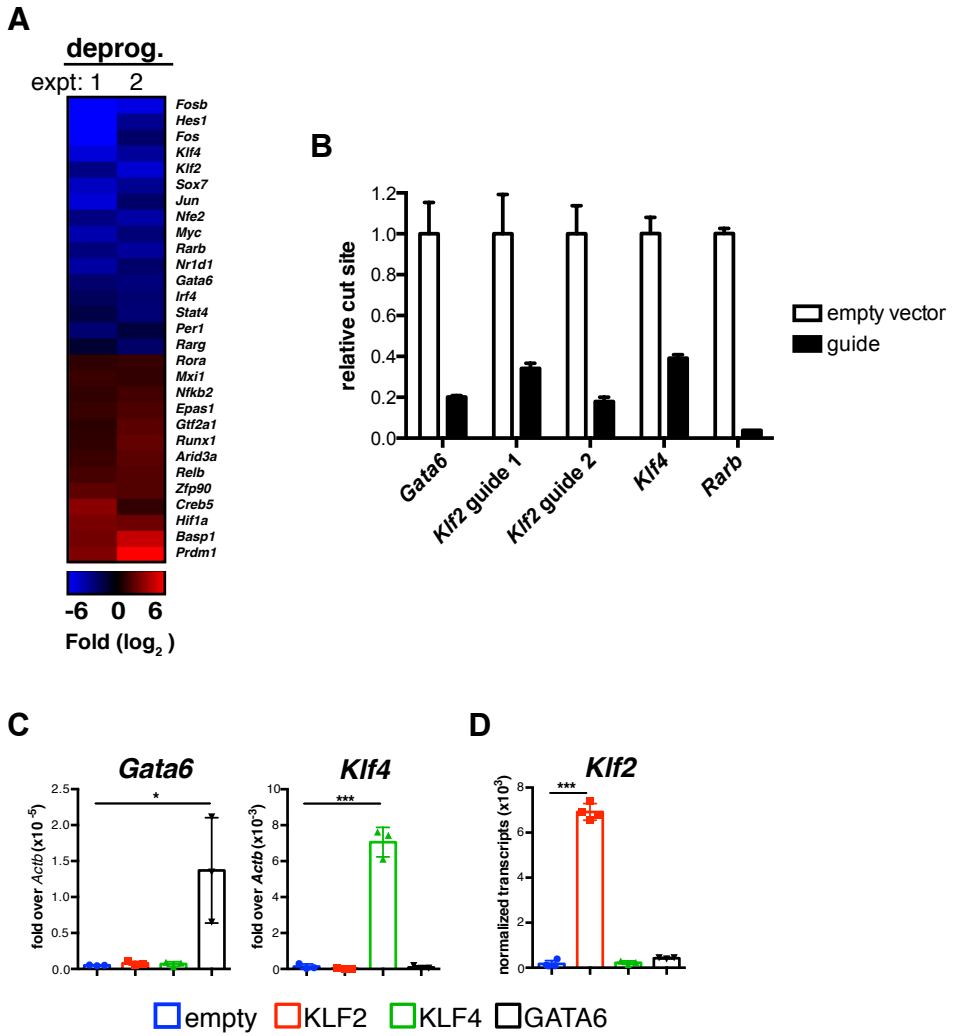 A
deprog.
expt: 1 2
Fosb
Hes1
Fos
Klf4
Klf2
Sox7
Jun
Nfe2
Myc
Rarb
Nr1d1
Gata6
Irf4
Stat4
Per1
Rarg
Rora
Mxi1
Nfkb2
Epas1
Gtf2a1
Runx1
Arid3a
Relb
Zfp90
Creb5
Hif1a
Basp1
Prdm1
-6 0 6
Fold (log2 )
B
relative cut site
1.2
1.0
0.8
0.6
0.4
0.2
0.0
Gata6
Klf2 guide 1
Klf2 guide 2
Klf4
Rarb
empty vector
guide
C
Gata6
fold over Actb (x10 -5)
2.5
2.0
1.5
1.0
0.5
0.0
*
Klf4
fold over Actb (x10-3)
10
8
6
4
2
0
***
D
Klf2
normalized transcripts (x103)
8
6
4
2
0
***
empty KLF2 KLF4 GATA6